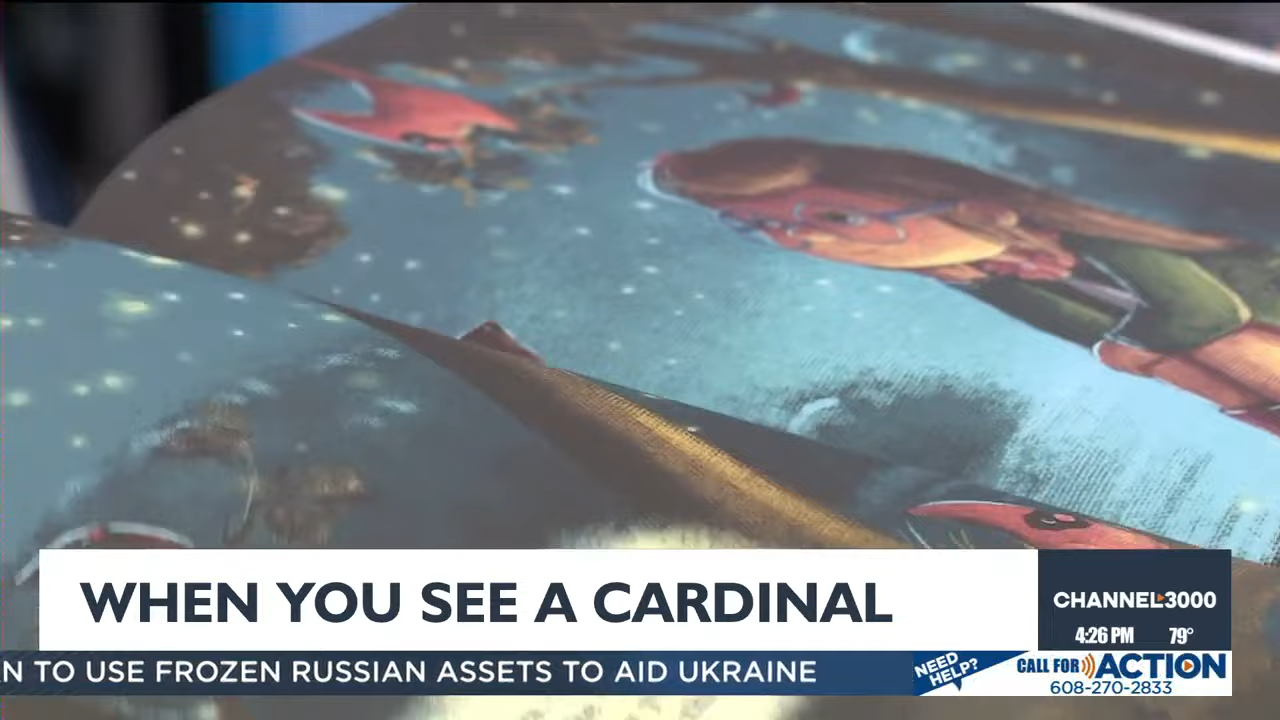 WHEN YOU SEE A CARDINAL
CHANNEL3000
4:26 PM 79°
N TO USE FROZEN RUSSIAN ASSETS TO AID UKRAINE
NEED HELP?
CALL FOR ACTION
608-270-2833